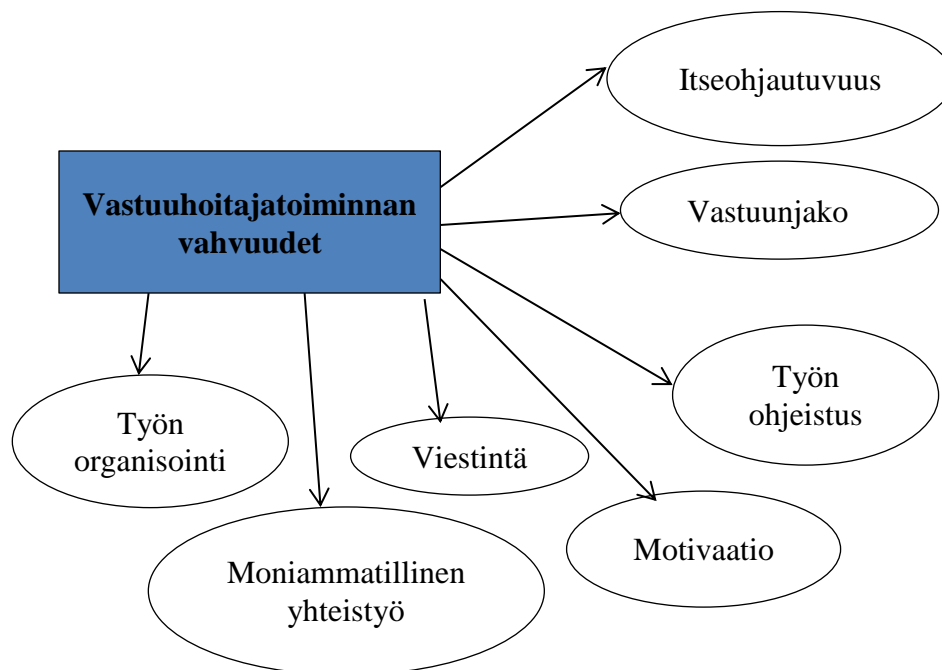 Itseohjautuvuus
Vastuuhoitajatoiminnan
vahvuudet
Vastuunjako
Työn
ohjeistus
Työn
organisointi
Viestintä
Motivaatio
Moniammatillinen
yhteistyö